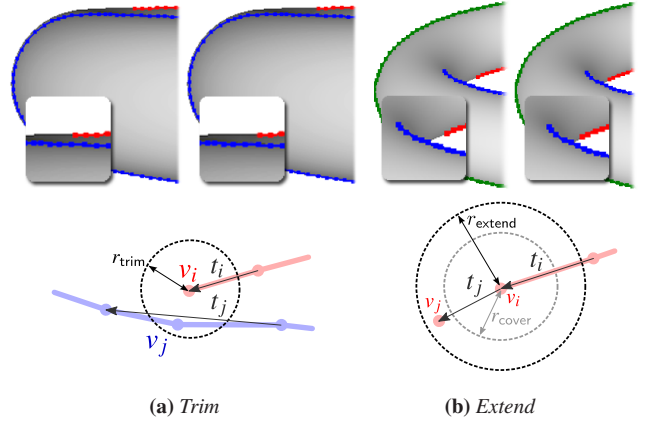 r_trim
v_i
t_i
t_j
v_j
r_extend
t_i
t_j
v_j
v_i
r_cover
(a) Trim
(b) Extend